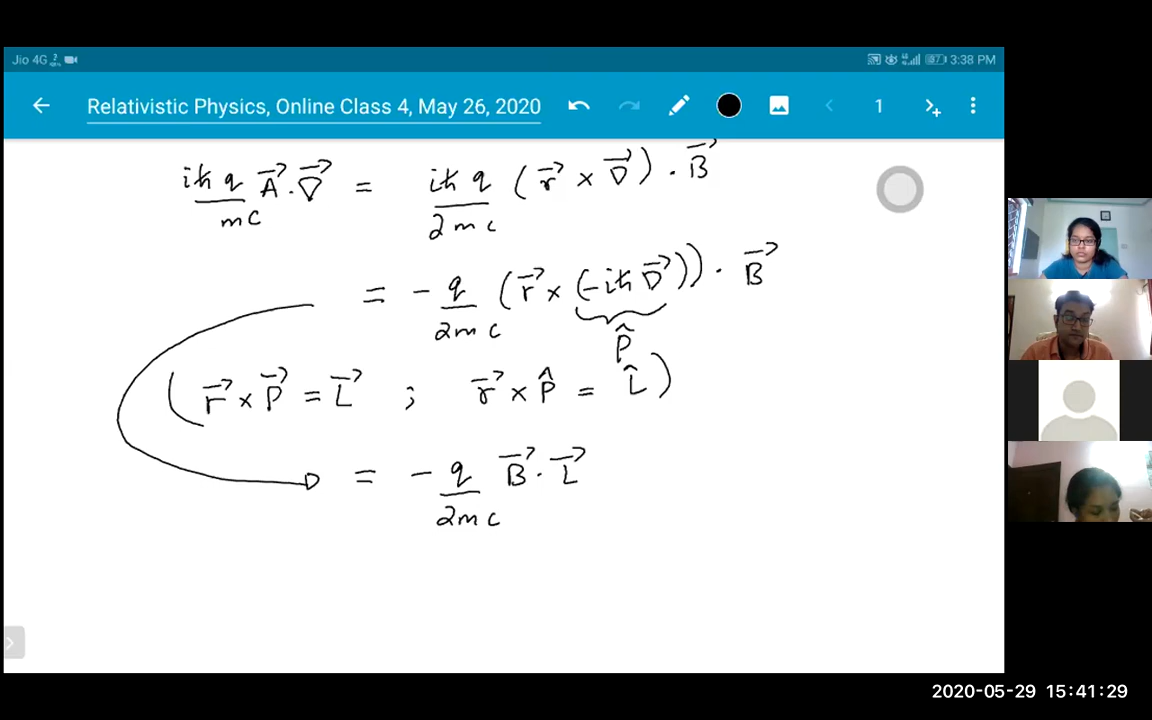 Jio 4G 3:38 PM
Relativistic Physics, Online Class 4, May 26, 2020 1
iℏq/mc A⃗·∇⃗ = iℏq/2mc (r⃗ × ∇⃗)·B⃗
= -q/2mc (r⃗ × (-iℏ∇⃗))·B⃗
P̂
(r⃗ × P⃗ = L⃗ ; r⃗ × P̂ = L̂)
= -q/2mc B⃗·L⃗
2020-05-29 15:41:29